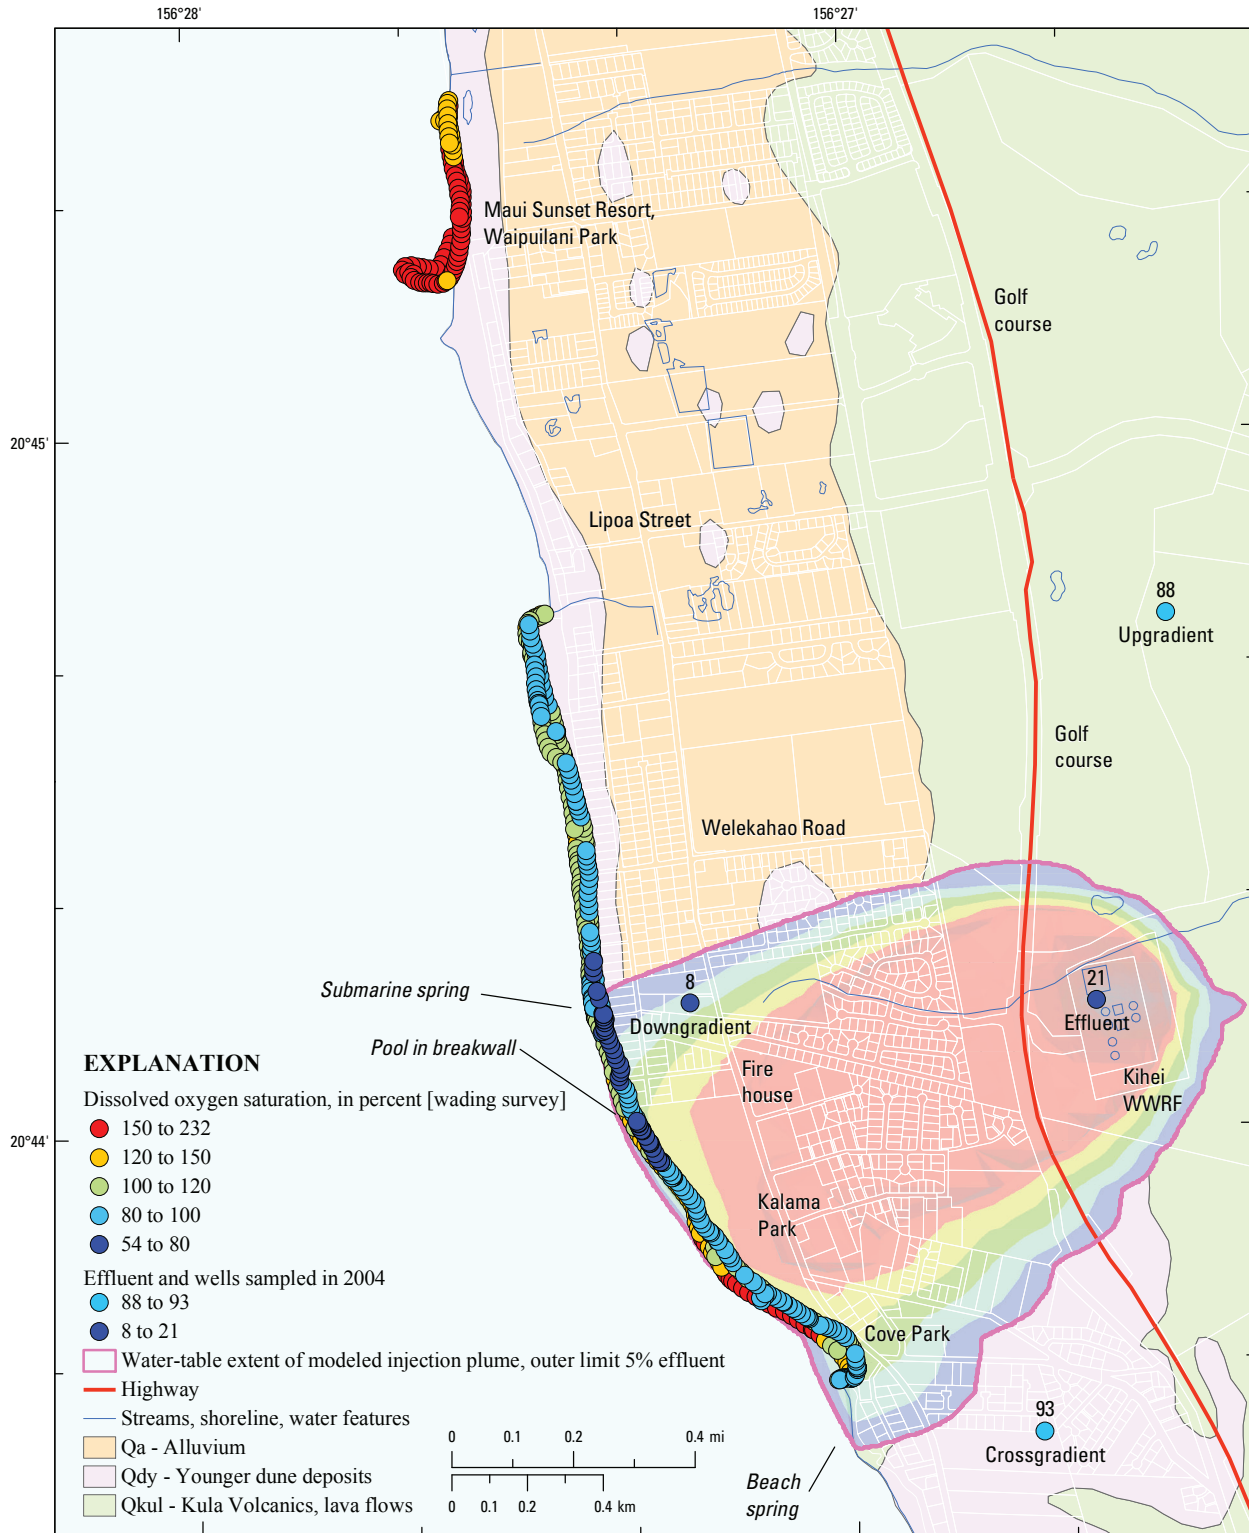 156°28'
156°27'
Maui Sunset Resort,
Waipuilani Park
Golf
course
20°45'
Lipoa Street
88
Upgradient
Golf
course
Welekahao Road
Submarine spring
8
Downgradient
21
Effluent
Pool in breakwall
Fire
house
Kihei
WWRF
20°44'
Kalama
Park
Cove Park
93
Crossgradient
Beach
spring
EXPLANATION
Dissolved oxygen saturation, in percent [wading survey]
150 to 232
120 to 150
100 to 120
80 to 100
54 to 80
Effluent and wells sampled in 2004
88 to 93
8 to 21
Water-table extent of modeled injection plume, outer limit 5% effluent
Highway
Streams, shoreline, water features
Qa - Alluvium
Qdy - Younger dune deposits
Qkul - Kula Volcanics, lava flows
0 0.1 0.2 0.4 mi
0 0.1 0.2 0.4 km